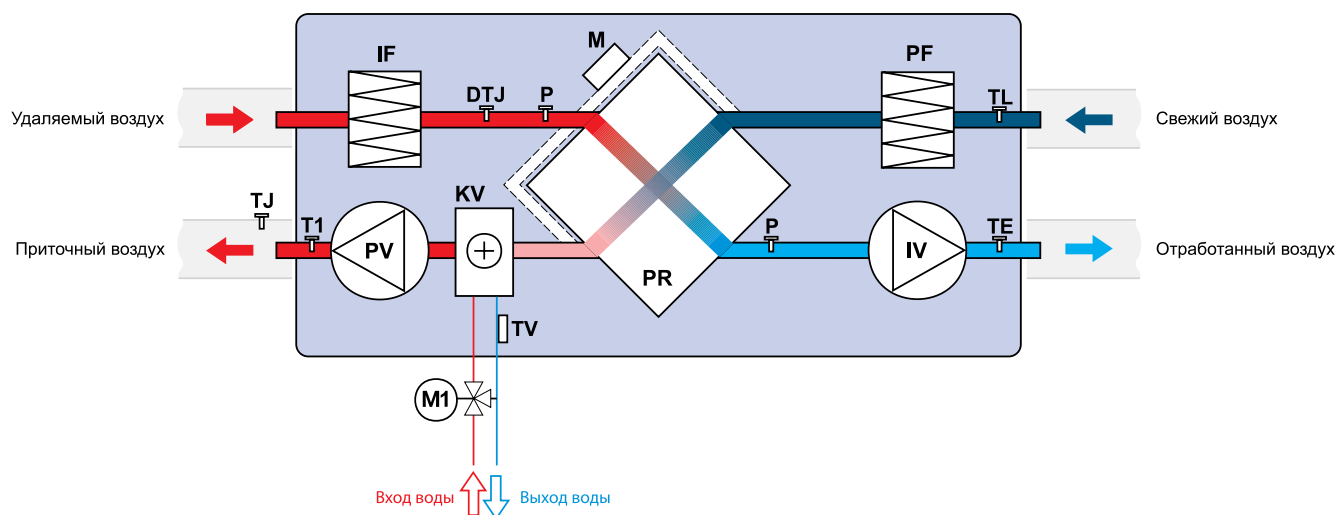 IF
M
PF
DTJ
P
TL
Удаляемый воздух
Свежий воздух
TJ
T1
KV
P
TE
Приточный воздух
PV
PR
IV
Отработанный воздух
TV
M1
Вход воды
Выход воды